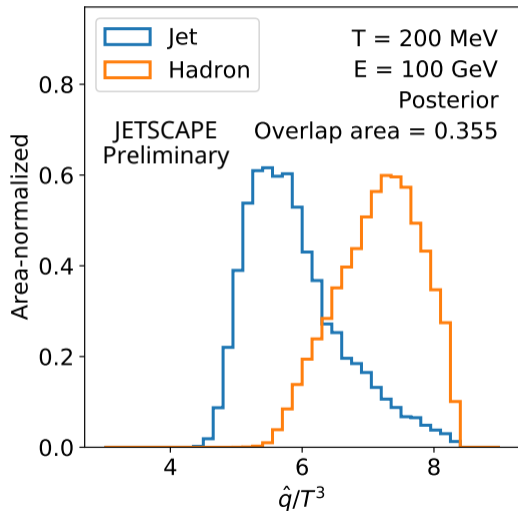 Jet
Hadron
T = 200 MeV
E = 100 GeV
Posterior
Overlap area = 0.355
JETSCAPE
Preliminary
Area-normalized
0.8
0.6
0.4
0.2
0.0
4
6
8
q̂/T³